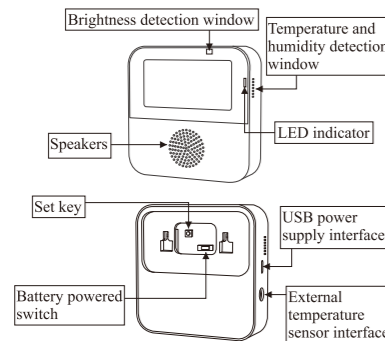 Brightness detection window
Temperature and
humidity detection
window
LED indicator
Speakers
Set key
USB power
supply interface
Battery powered
switch
External
temperature
sensor interface